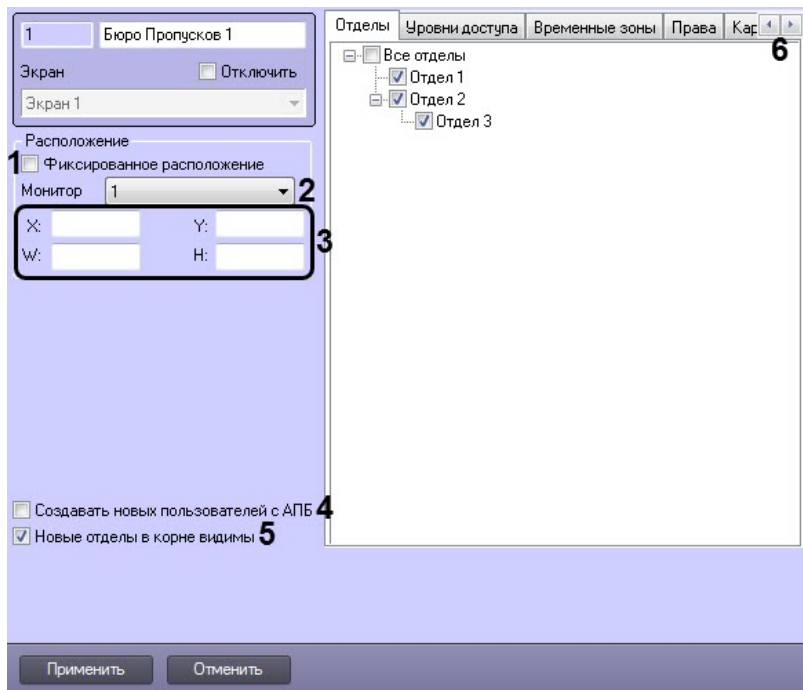 1 Бюро Пропусков 1
Экран Отключить
Экран 1
Расположение
1 Фиксированное расположение
Монитор 1 2
X: Y:
W: H:
3
Создавать новых пользователей с АПБ 4
Новые отделы в корне видимы 5
Отделы Уровни доступа Временные зоны Права Кар
6
Все отделы
Отдел 1
Отдел 2
Отдел 3
Применить Отменить